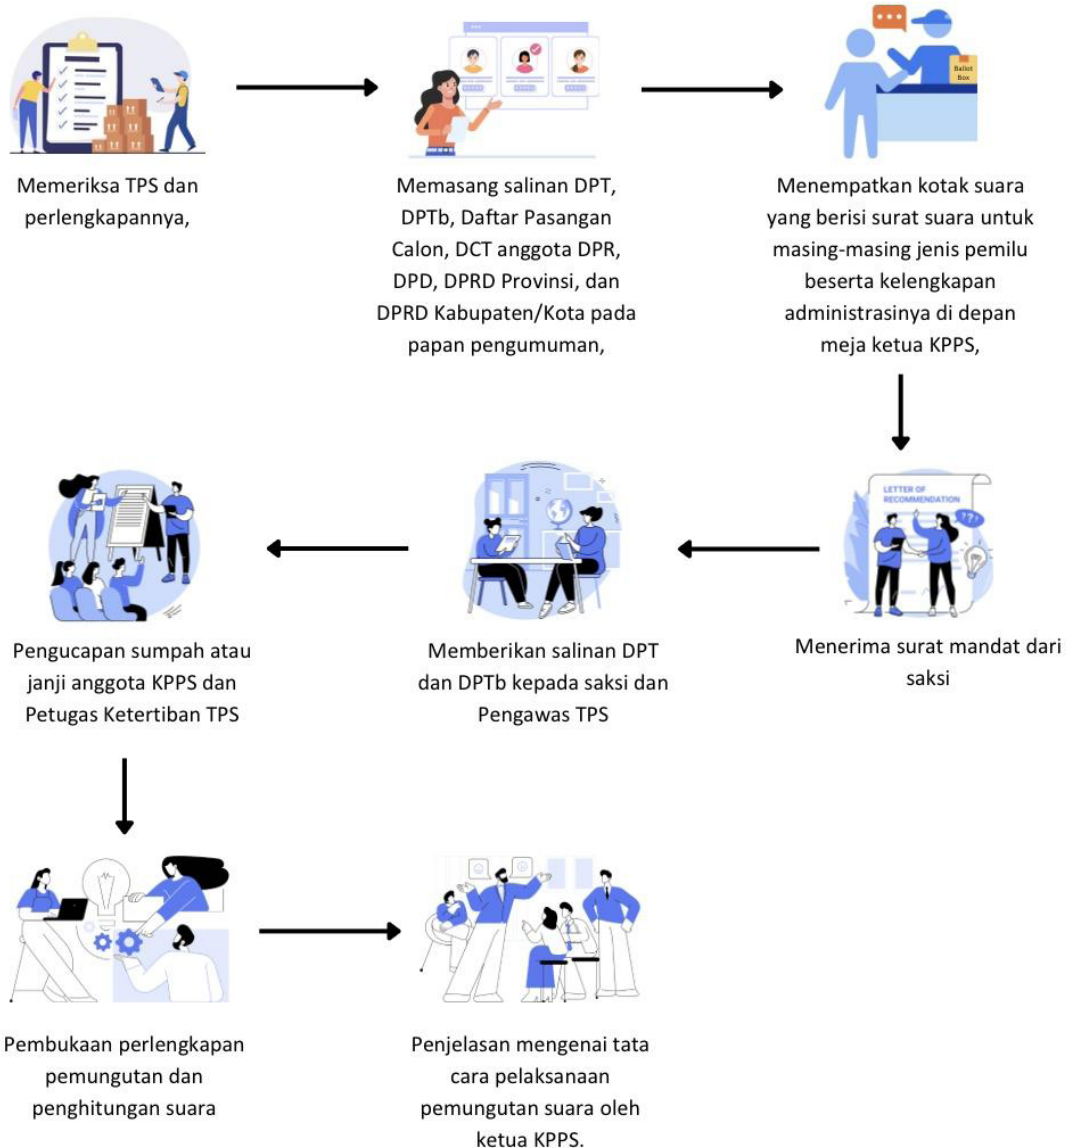 Memeriksa TPS dan
perlengkapannya,
Memasang salinan DPT,
DPTb, Daftar Pasangan
Calon, DCT anggota DPR,
DPD, DPRD Provinsi, dan
DPRD Kabupaten/Kota pada
papan pengumuman,
Ballot
Box
Menempatkan kotak suara
yang berisi surat suara untuk
masing-masing jenis pemilu
beserta kelengkapan
administrasinya di depan
meja ketua KPPS,
LETTER OF
RECOMMENDATION
???
Menerima surat mandat dari
saksi
Memberikan salinan DPT
dan DPTb kepada saksi dan
Pengawas TPS
Pengucapan sumpah atau
janji anggota KPPS dan
Petugas Ketertiban TPS
Pembukaan perlengkapan
pemungutan dan
penghitungan suara
Penjelasan mengenai tata
cara pelaksanaan
pemungutan suara oleh
ketua KPPS.